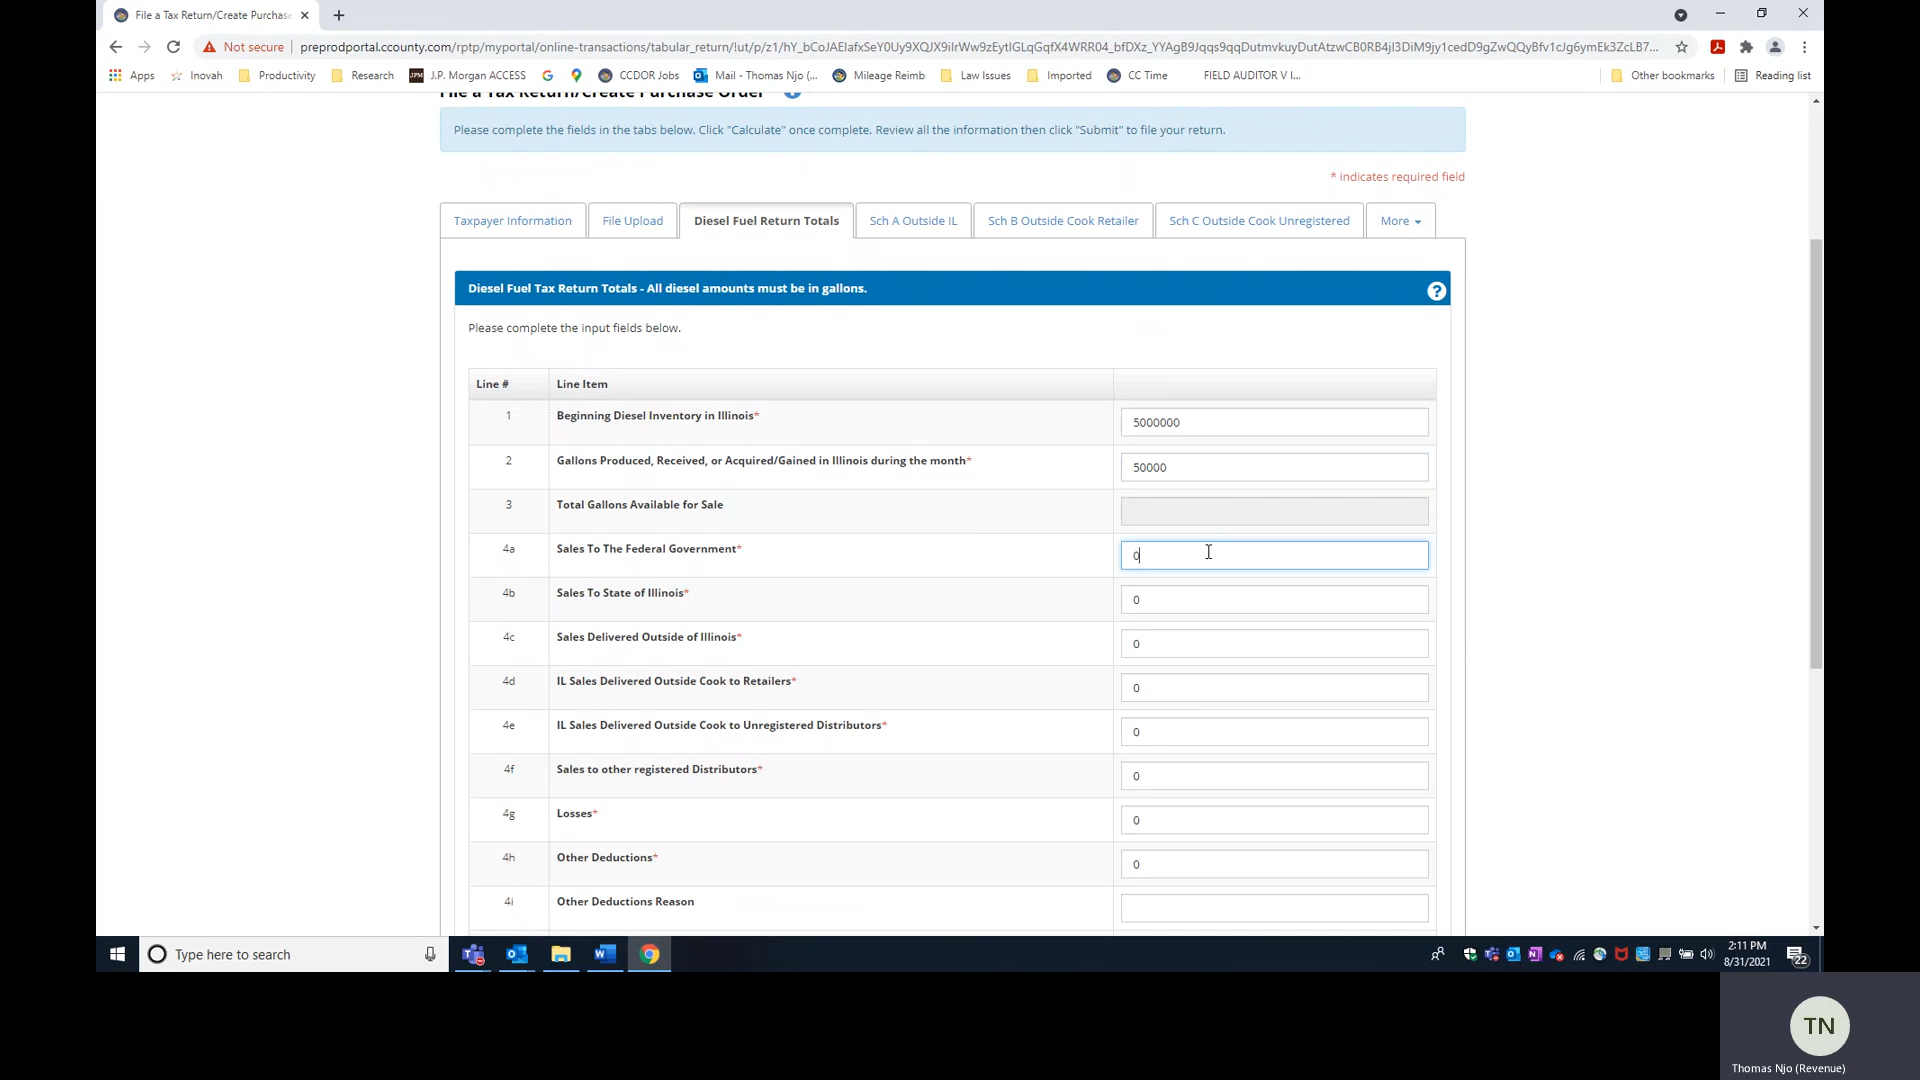 File a Tax Return/Create Purchase
Not secure
preprodportal.ccounty.com/rptp/myportal/online-transactions/tabular_return/!ut/p/z1/
Apps
Inovah
Productivity
Research
JPM
J.P. Morgan ACCESS
CCDOR Jobs
Mail - Thomas Njo (...
Mileage Reimb
Law Issues
Imported
CC Time
FIELD AUDITOR V I...
Other bookmarks
Reading list
File a Tax Return/Create Purchase Order
Please complete the fields in the tabs below. Click "Calculate" once complete. Review all the information then click "Submit" to file your return.
* indicates required field
Taxpayer Information
File Upload
Diesel Fuel Return Totals
Sch A Outside IL
Sch B Outside Cook Retailer
Sch C Outside Cook Unregistered
More
Diesel Fuel Tax Return Totals - All diesel amounts must be in gallons.
?
Please complete the input fields below.
Line # Line Item
1 Beginning Diesel Inventory in Illinois* 5000000
2 Gallons Produced, Received, or Acquired/Gained in Illinois during the month* 50000
3 Total Gallons Available for Sale
4a Sales To The Federal Government* 0
4b Sales To State of Illinois* 0
4c Sales Delivered Outside of Illinois* 0
4d IL Sales Delivered Outside Cook to Retailers* 0
4e IL Sales Delivered Outside Cook to Unregistered Distributors* 0
4f Sales to other registered Distributors* 0
4g Losses* 0
4h Other Deductions* 0
4i Other Deductions Reason
Type here to search
2:11 PM
8/31/2021
22
TN
Thomas Njo (Revenue)